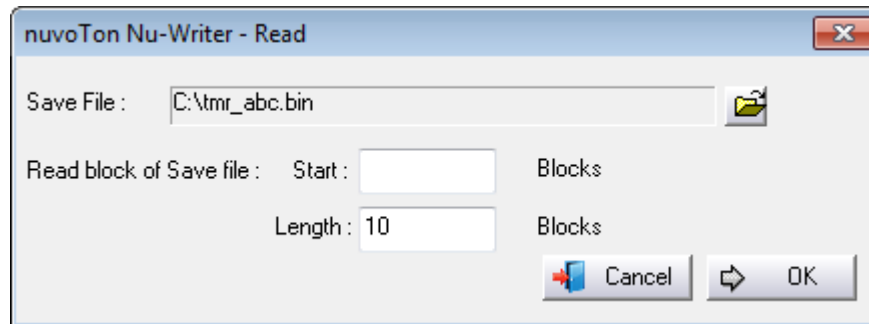 nuvoTon Nu-Writer - Read
Save File : C:\tmr_abc.bin
Read block of Save file : Start : Blocks
Length : 10 Blocks
Cancel OK